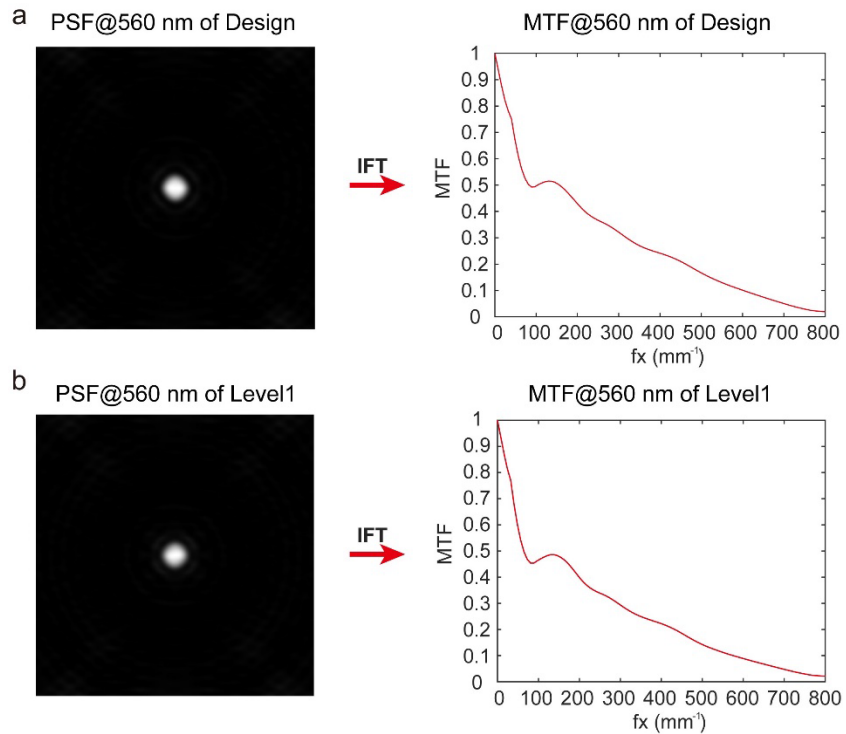 a
PSF@560 nm of Design
MTF@560 nm of Design
IFT
MTF
1
0.9
0.8
0.7
0.6
0.5
0.4
0.3
0.2
0.1
0
0 100 200 300 400 500 600 700 800
fx (mm⁻¹)
b
PSF@560 nm of Level1
MTF@560 nm of Level1
IFT
MTF
1
0.9
0.8
0.7
0.6
0.5
0.4
0.3
0.2
0.1
0
0 100 200 300 400 500 600 700 800
fx (mm⁻¹)